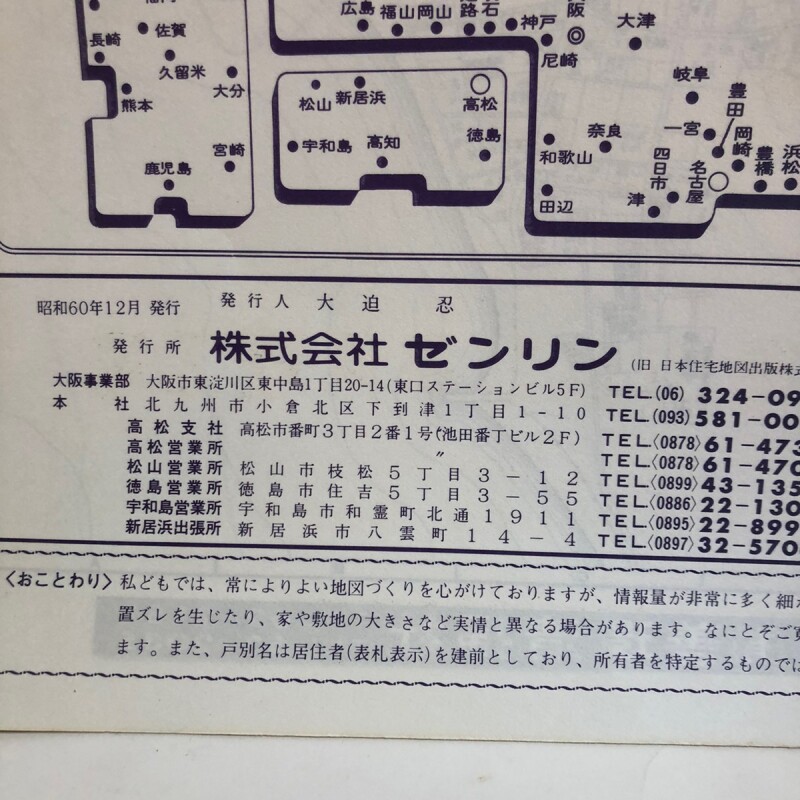 広島
福山
岡山
路
石
神戸
阪
尼崎
大津
長崎
佐賀
久留米
大分
熊本
宮崎
鹿児島
松山
新居浜
高松
宇和島
高知
徳島
和歌山
奈良
田辺
岐阜
一宮
豊田
岡崎
四日市
名古屋
津
豊橋
浜松
昭和60年12月 発行 発行人 大迫 忍
発行所 株式会社 ゼンリン (旧 日本住宅地図出版株式
大阪事業部 大阪市東淀川区東中島1丁目20-14(東口ステーションビル5F) TEL.(06) 324-09
本社 北九州市小倉北区下到津1丁目1-10 TEL.(093) 581-00
高松支社 高松市番町3丁目2番1号(池田番丁ビル2F) TEL.〈0878〉61-473
高松営業所 〃 TEL.〈0878〉61-470
松山営業所 松山市枝松5丁目3-12 TEL.〈0899〉43-135
徳島営業所 徳島市住吉5丁目3-55 TEL.〈0886〉22-130
宇和島営業所 宇和島市和霊町北通1911 TEL.〈0895〉22-899
新居浜出張所 新居浜市八雲町14-4 TEL.〈0897〉32-570
〈おことわり〉私どもでは、常によりよい地図づくりを心がけておりますが、情報量が非常に多く細か
置ズレを生じたり、家や敷地の大きさなど実情と異なる場合があります。なにとぞご寛
ます。また、戸別名は居住者(表札表示)を建前としており、所有者を特定するものでは